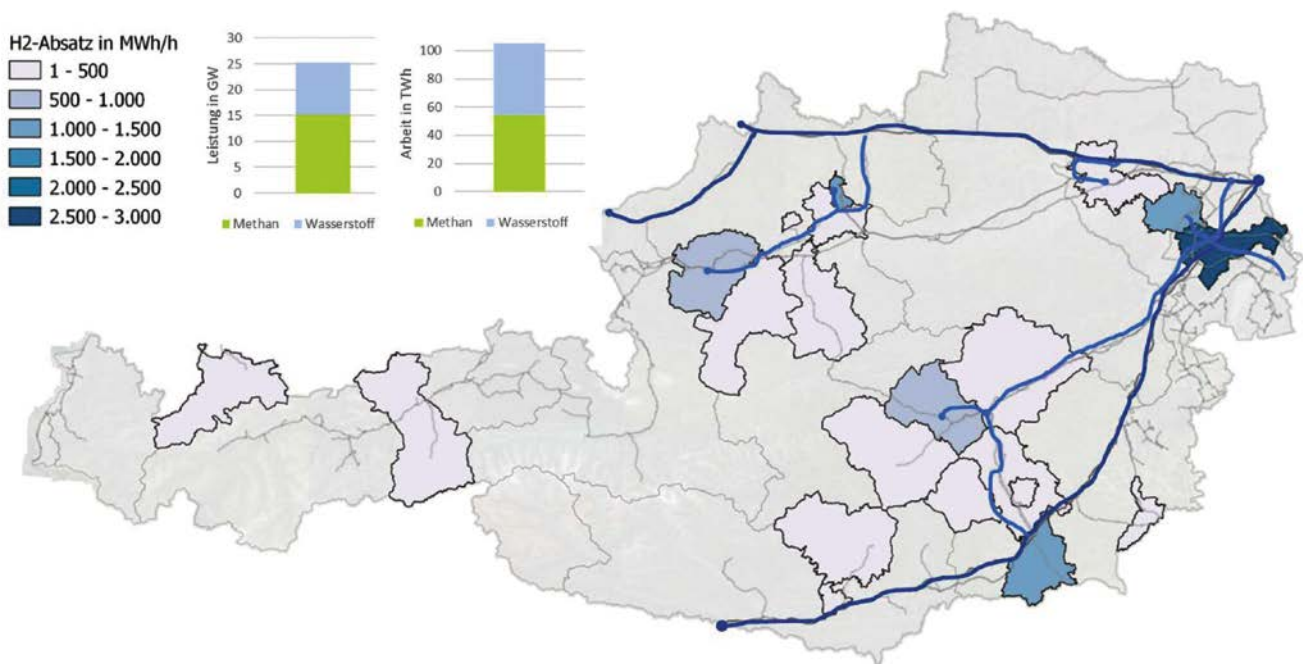 H2-Absatz in MWh/h
1 - 500
500 - 1.000
1.000 - 1.500
1.500 - 2.000
2.000 - 2.500
2.500 - 3.000
Leistung in GW
30
25
20
15
10
5
0
Methan Wasserstoff
Arbeit in TWh
100
80
60
40
20
0
Methan Wasserstoff